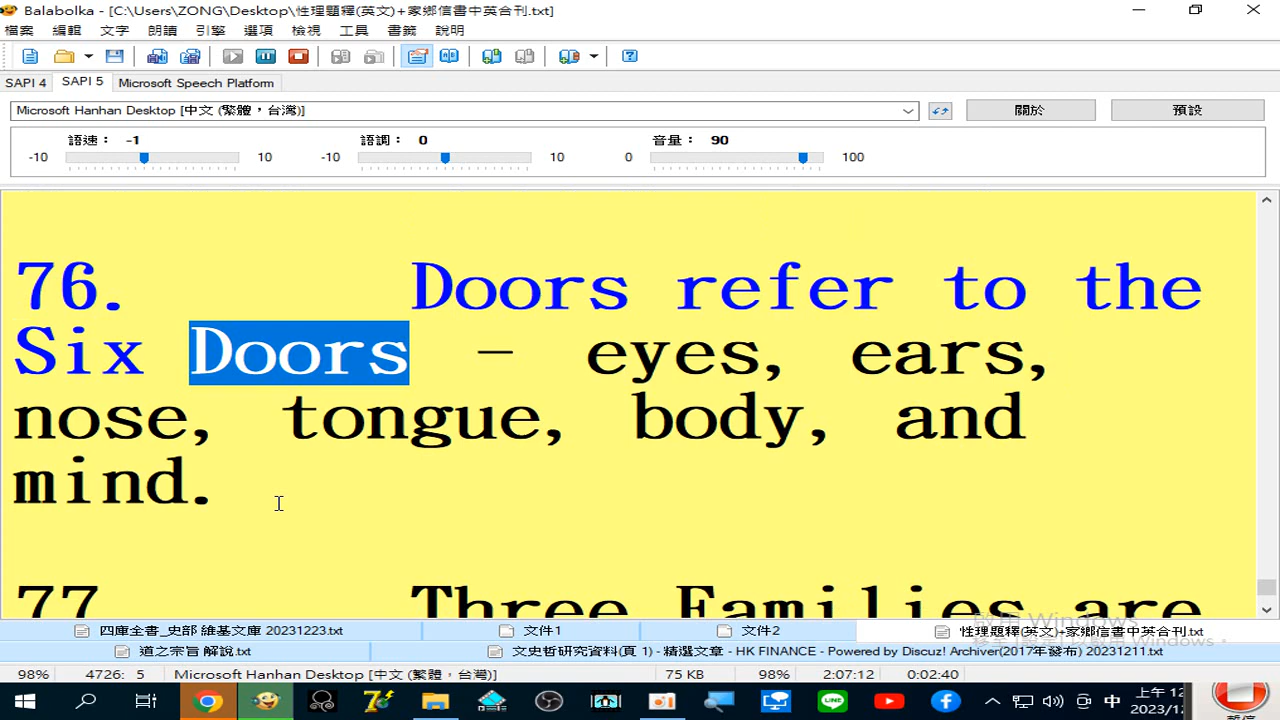 Balabolka - [C:\Users\ZONG\Desktop\性理題釋(英文)+家鄉信書中英合刊.txt]
檔案 編輯 文字 朗讀 引擎 選項 檢視 工具 書籤 說明
SAPI 4 SAPI 5 Microsoft Speech Platform
Microsoft Hanhan Desktop [中文 (繁體，台灣)] 關於 預設
語速： -1 語調： 0 音量： 90
-10 10 -10 10 0 100
76. Doors refer to the
Six Doors － eyes, ears,
nose, tongue, body, and
mind.
77 Three Families are
四庫全書_史部 維基文庫 20231223.txt 文件1 文件2 性理題釋(英文)+家鄉信書中英合刊.txt
道之宗旨 解說.txt 文史哲研究資料(頁 1) - 精選文章 - HK FINANCE - Powered by Discuz! Archiver(2017年發布) 20231211.txt
啟用 Windows
98% 4726: 5 Microsoft Hanhan Desktop [中文 (繁體，台灣)] 75 KB 98% 2:07:12 0:02:40
中 上午 12
2023/12